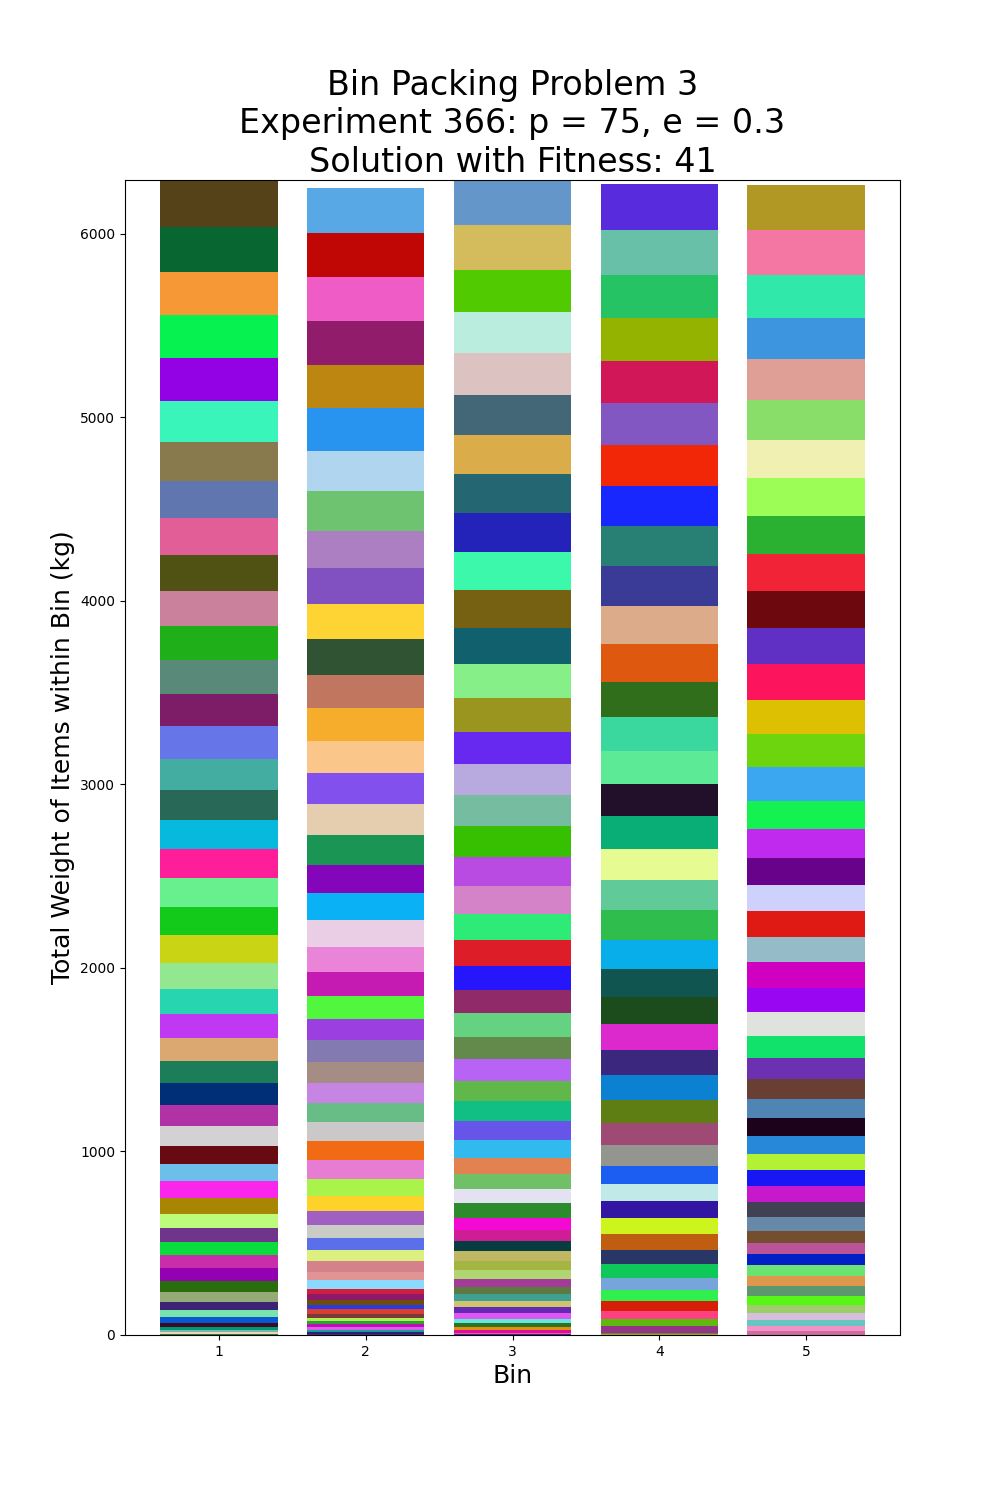 Bin Packing Problem 3
Experiment 366: p = 75, e = 0.3
Solution with Fitness: 41
Total Weight of Items within Bin (kg)
6000
5000
4000
3000
2000
1000
0
1 2 3 4 5
Bin